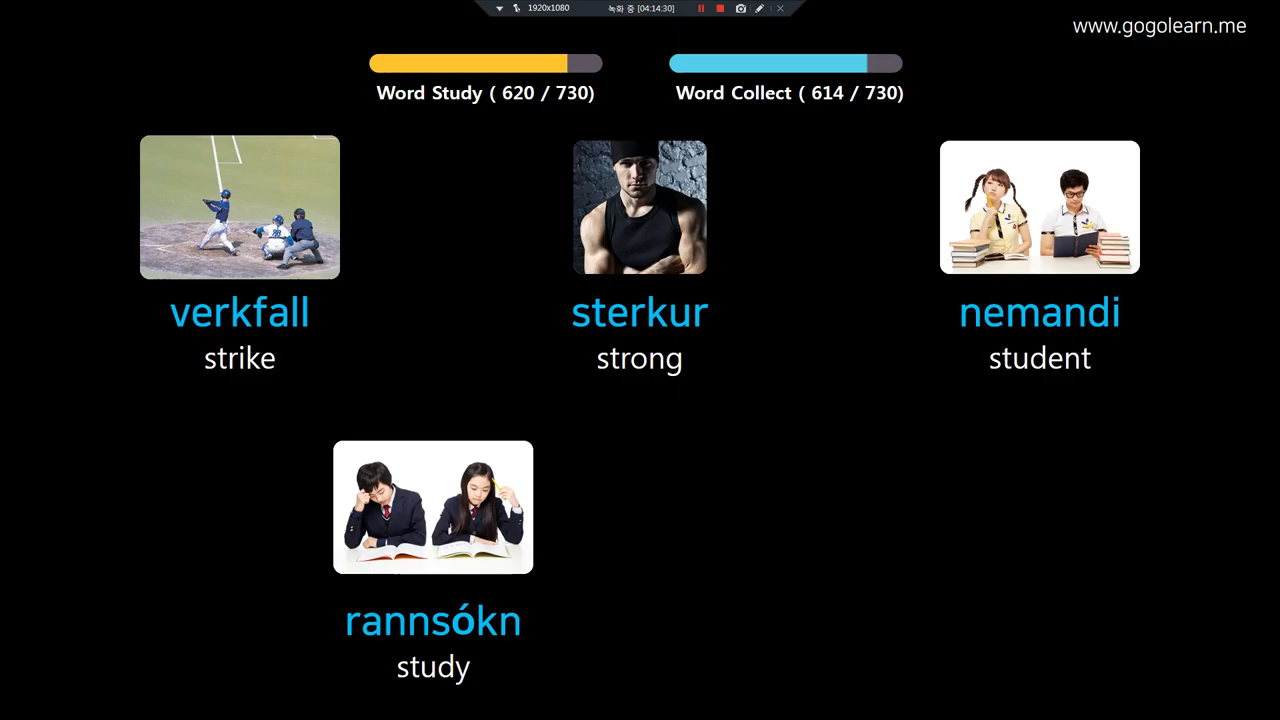 1920x1080 녹화 중 [04:14:30]
www.gogolearn.me
Word Study ( 620 / 730)
Word Collect ( 614 / 730)
verkfall
strike
sterkur
strong
nemandi
student
rannsókn
study